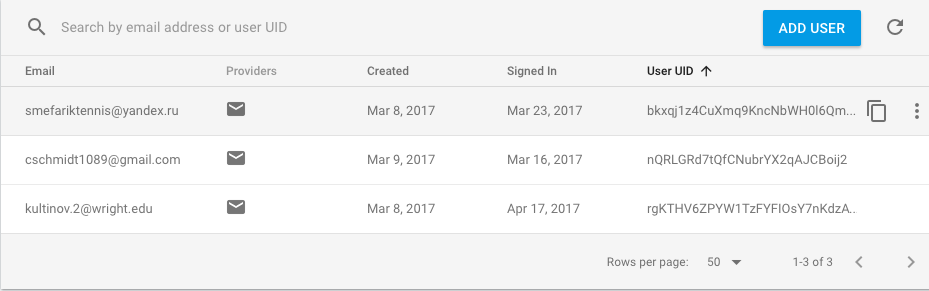 Search by email address or user UID ADD USER
Email Providers Created Signed In User UID
smefariktennis@yandex.ru Mar 8, 2017 Mar 23, 2017 bkxqj1z4CuXmq9KncNbWH0l6Qm...
cschmidt1089@gmail.com Mar 9, 2017 Mar 16, 2017 nQRLGRd7tQfCNubrYX2qAJCBoij2
kultinov.2@wright.edu Mar 8, 2017 Apr 17, 2017 rgKTHV6ZPYW1TzFYFIOsY7nKdzA...
Rows per page: 50 1-3 of 3